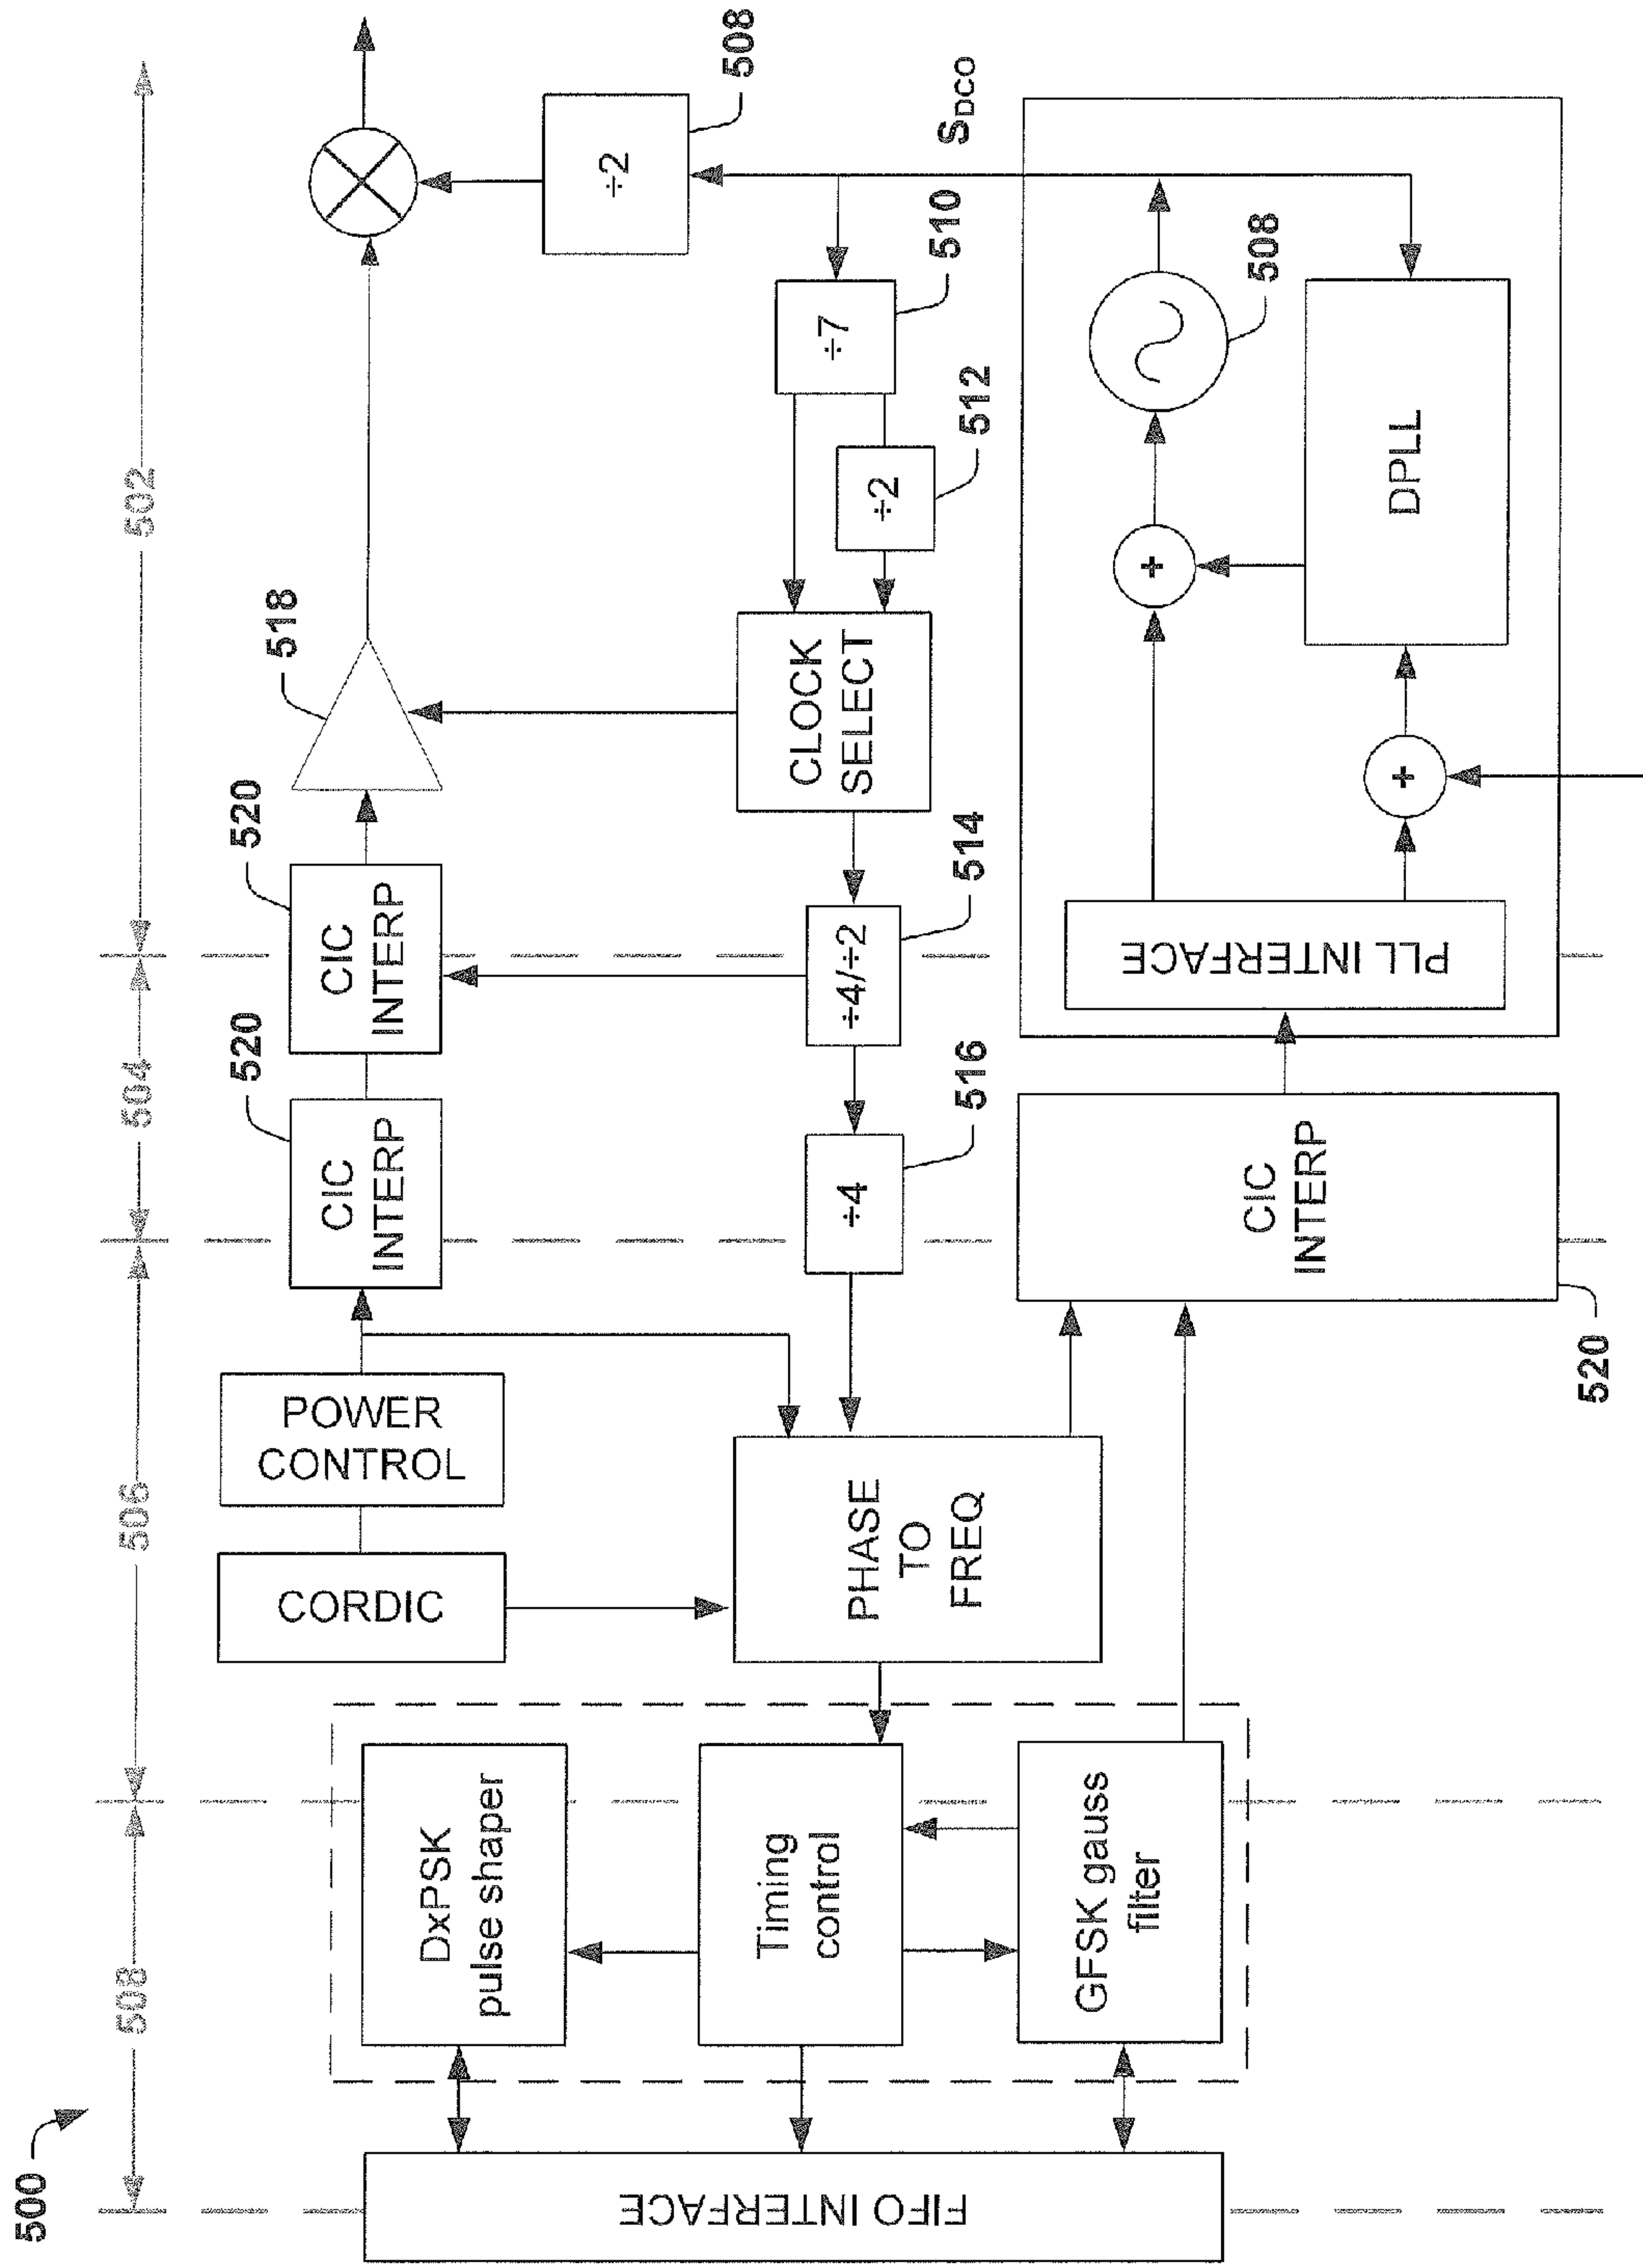 500
508
506
504
502
FIFO INTERFACE
DxPSK
pulse shaper
Timing
control
GFSK gauss
filter
CORDIC
POWER
CONTROL
PHASE
TO
FREQ
CIC
INTERP
520
CIC
INTERP
520
518
÷4
516
÷4/÷2
514
CLOCK
SELECT
÷2
512
÷7
510
÷2
508
SDCO
CIC
INTERP
520
PLL INTERFACE
+
+
DPLL
508